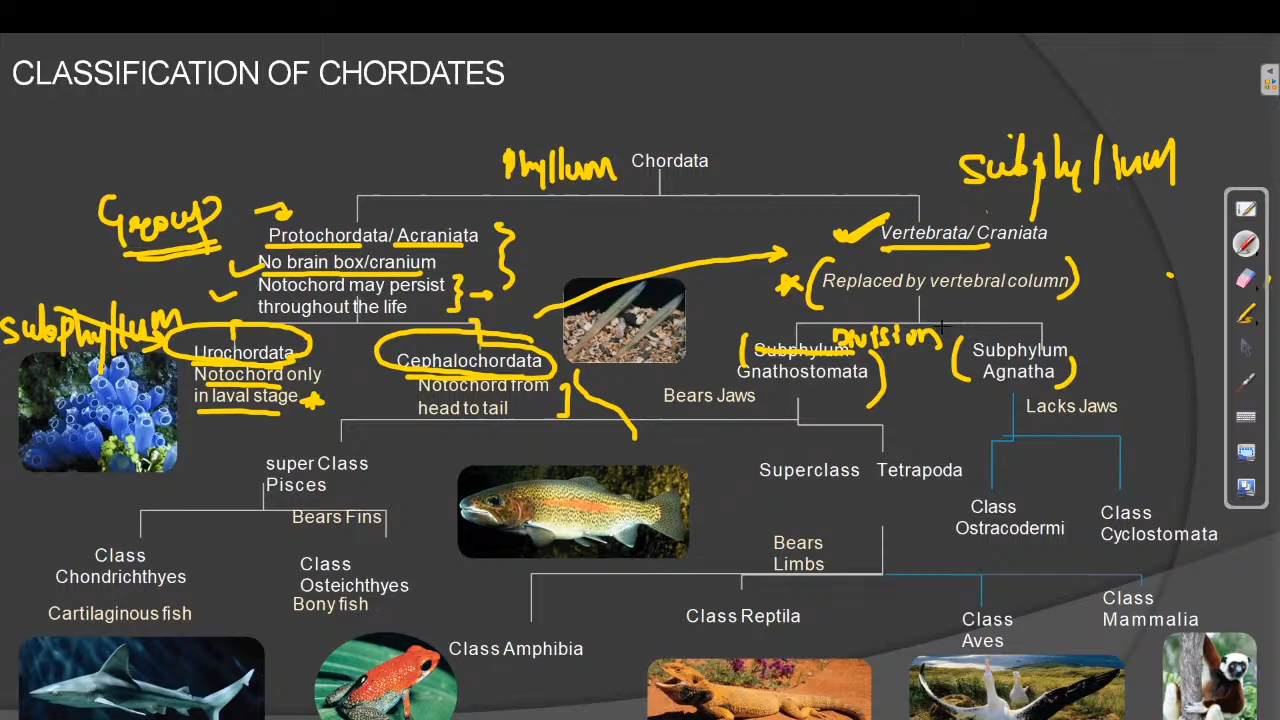 CLASSIFICATION OF CHORDATES
Phyllum Chordata
Subphyllum
Group
Protochordata/ Acraniata
No brain box/cranium
Notochord may persist
throughout the life
Vertebrata/ Craniata
(Replaced by vertebral column)
Subphyllum
Urochordata
Notochord only
in laval stage
Cephalochordata
Notochord from
head to tail
Division
Subphylum
Gnathostomata
Bears Jaws
Subphylum
Agnatha
Lacks Jaws
super Class
Pisces
Bears Fins
Superclass Tetrapoda
Bears
Limbs
Class
Ostracodermi
Class
Cyclostomata
Class
Chondrichthyes
Cartilaginous fish
Class
Osteichthyes
Bony fish
Class Amphibia
Class Reptila
Class
Aves
Class
Mammalia